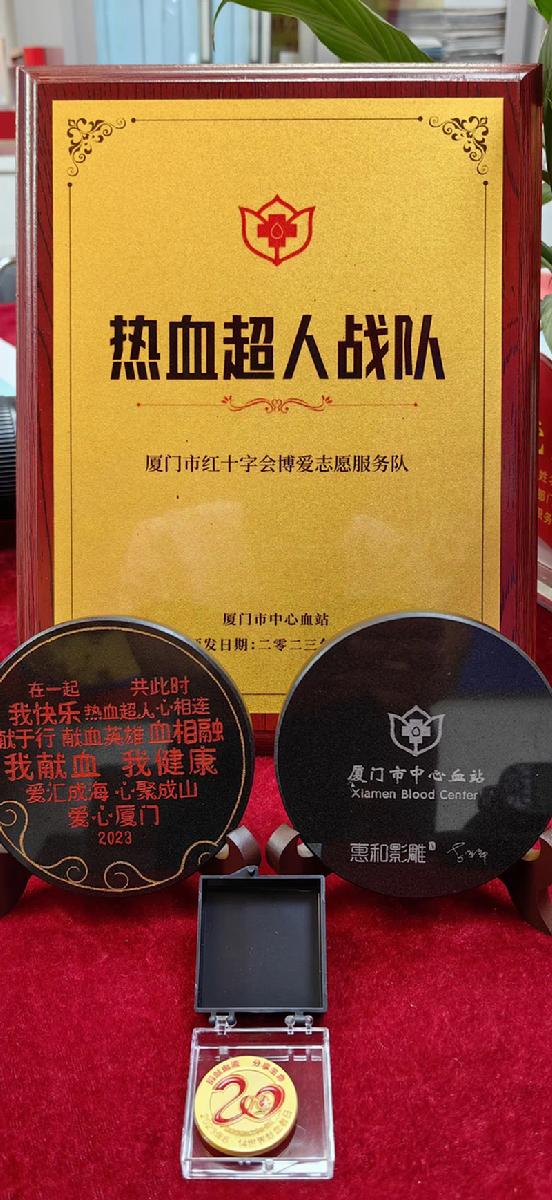 热血超人战队
厦门市红十字会博爱志愿服务队
厦门市中心血站
发日期:二零二三
在一起 共此时
我快乐 热血超人心相连
献于行 献血英雄 血相融
我献血 我健康
爱汇成海 心聚成山
爱心厦门
2023
厦门市中心血站
Xiamen Blood Center
惠和影雕
20